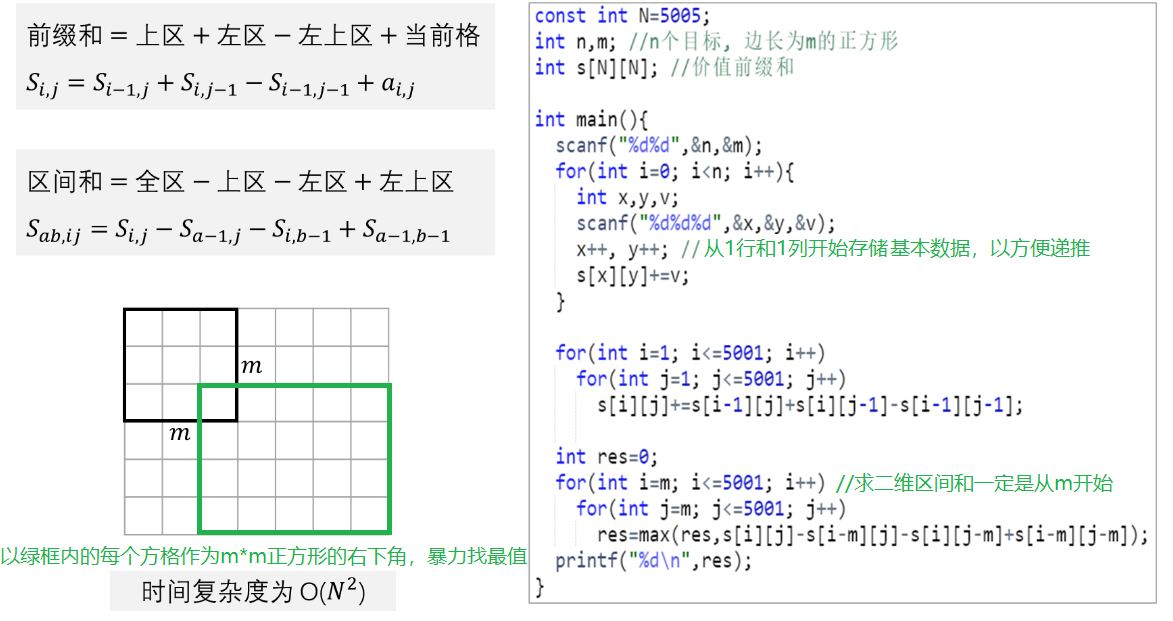 前缀和 = 上区 + 左区 − 左上区 + 当前格
S_{i,j} = S_{i−1,j} + S_{i,j−1} − S_{i−1,j−1} + a_{i,j}
区间和 = 全区 − 上区 − 左区 + 左上区
S_{ab,ij} = S_{i,j} − S_{a−1,j} − S_{i,b−1} + S_{a−1,b−1}
m
m
以绿框内的每个方格作为m*m正方形的右下角，暴力找最值
时间复杂度为 O(N²)
const int N=5005;
int n,m; //n个目标, 边长为m的正方形
int s[N][N]; //价值前缀和
int main(){
scanf("%d%d",&n,&m);
for(int i=0; i<n; i++){
int x,y,v;
scanf("%d%d%d",&x,&y,&v);
x++, y++; //从1行和1列开始存储基本数据，以方便递推
s[x][y]+=v;
}
for(int i=1; i<=5001; i++)
for(int j=1; j<=5001; j++)
s[i][j]+=s[i-1][j]+s[i][j-1]-s[i-1][j-1];
int res=0;
for(int i=m; i<=5001; i++) //求二维区间和一定是从m开始
for(int j=m; j<=5001; j++)
res=max(res,s[i][j]-s[i-m][j]-s[i][j-m]+s[i-m][j-m]);
printf("%d\n",res);
}